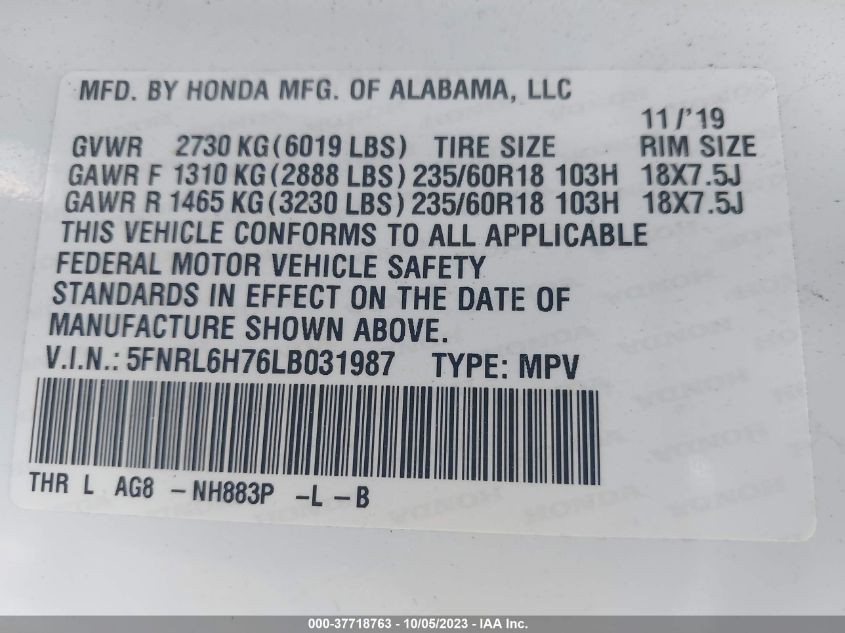 MFD. BY HONDA MFG. OF ALABAMA, LLC
11/'19
GVWR 2730 KG (6019 LBS) TIRE SIZE RIM SIZE
GAWR F 1310 KG (2888 LBS) 235/60R18 103H 18X7.5J
GAWR R 1465 KG (3230 LBS) 235/60R18 103H 18X7.5J
THIS VEHICLE CONFORMS TO ALL APPLICABLE
FEDERAL MOTOR VEHICLE SAFETY
STANDARDS IN EFFECT ON THE DATE OF
MANUFACTURE SHOWN ABOVE.
V.I.N.: 5FNRL6H76LB031987 TYPE: MPV
THR L AG8 -NH883P -L-B
000-37718763 - 10/05/2023 - IAA Inc.